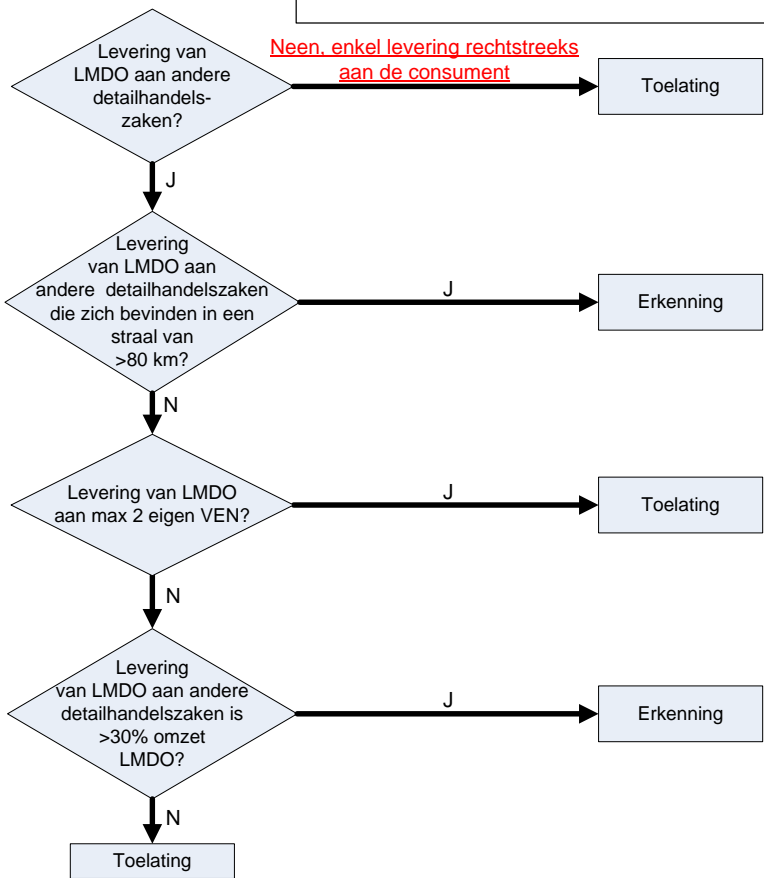 Levering van
LMDO aan andere
detailhandels-
zaken?
Neen, enkel levering rechtstreeks
aan de consument
Toelating
J
Levering
van LMDO aan
andere detailhandelszaken
die zich bevinden in een
straal van
>80 km?
J
Erkenning
N
Levering van LMDO
aan max 2 eigen VEN?
J
Toelating
N
Levering
van LMDO aan andere
detailhandelszaken is
>30% omzet
LMDO?
J
Erkenning
N
Toelating